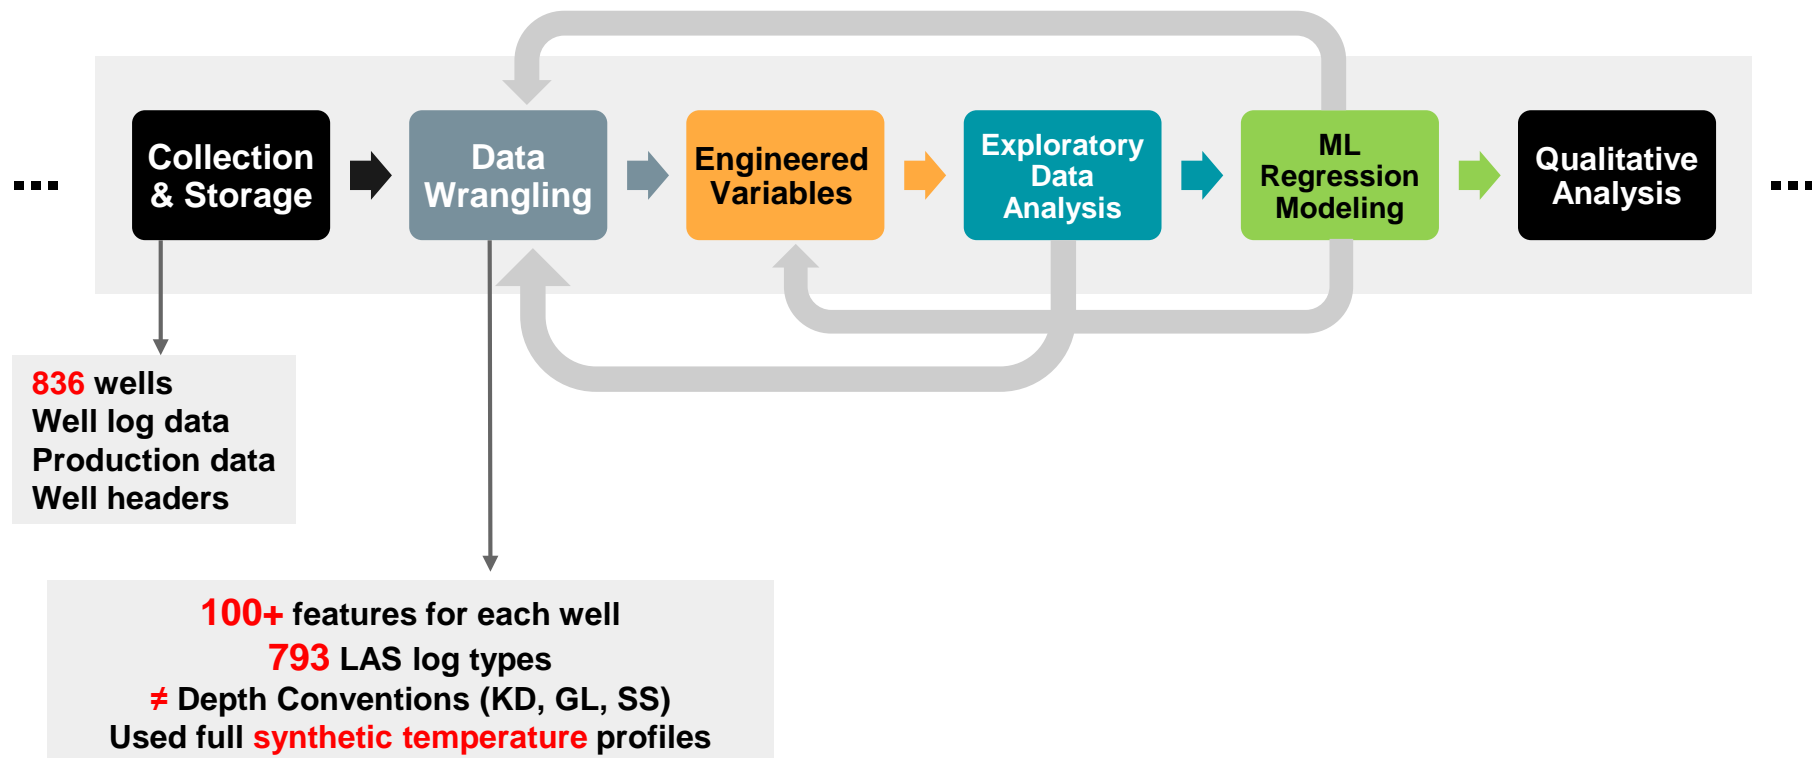 Collection
& Storage
Data
Wrangling
Engineered
Variables
Exploratory
Data
Analysis
ML
Regression
Modeling
Qualitative
Analysis
...
...
836 wells
Well log data
Production data
Well headers
100+ features for each well
793 LAS log types
≠ Depth Conventions (KD, GL, SS)
Used full synthetic temperature profiles